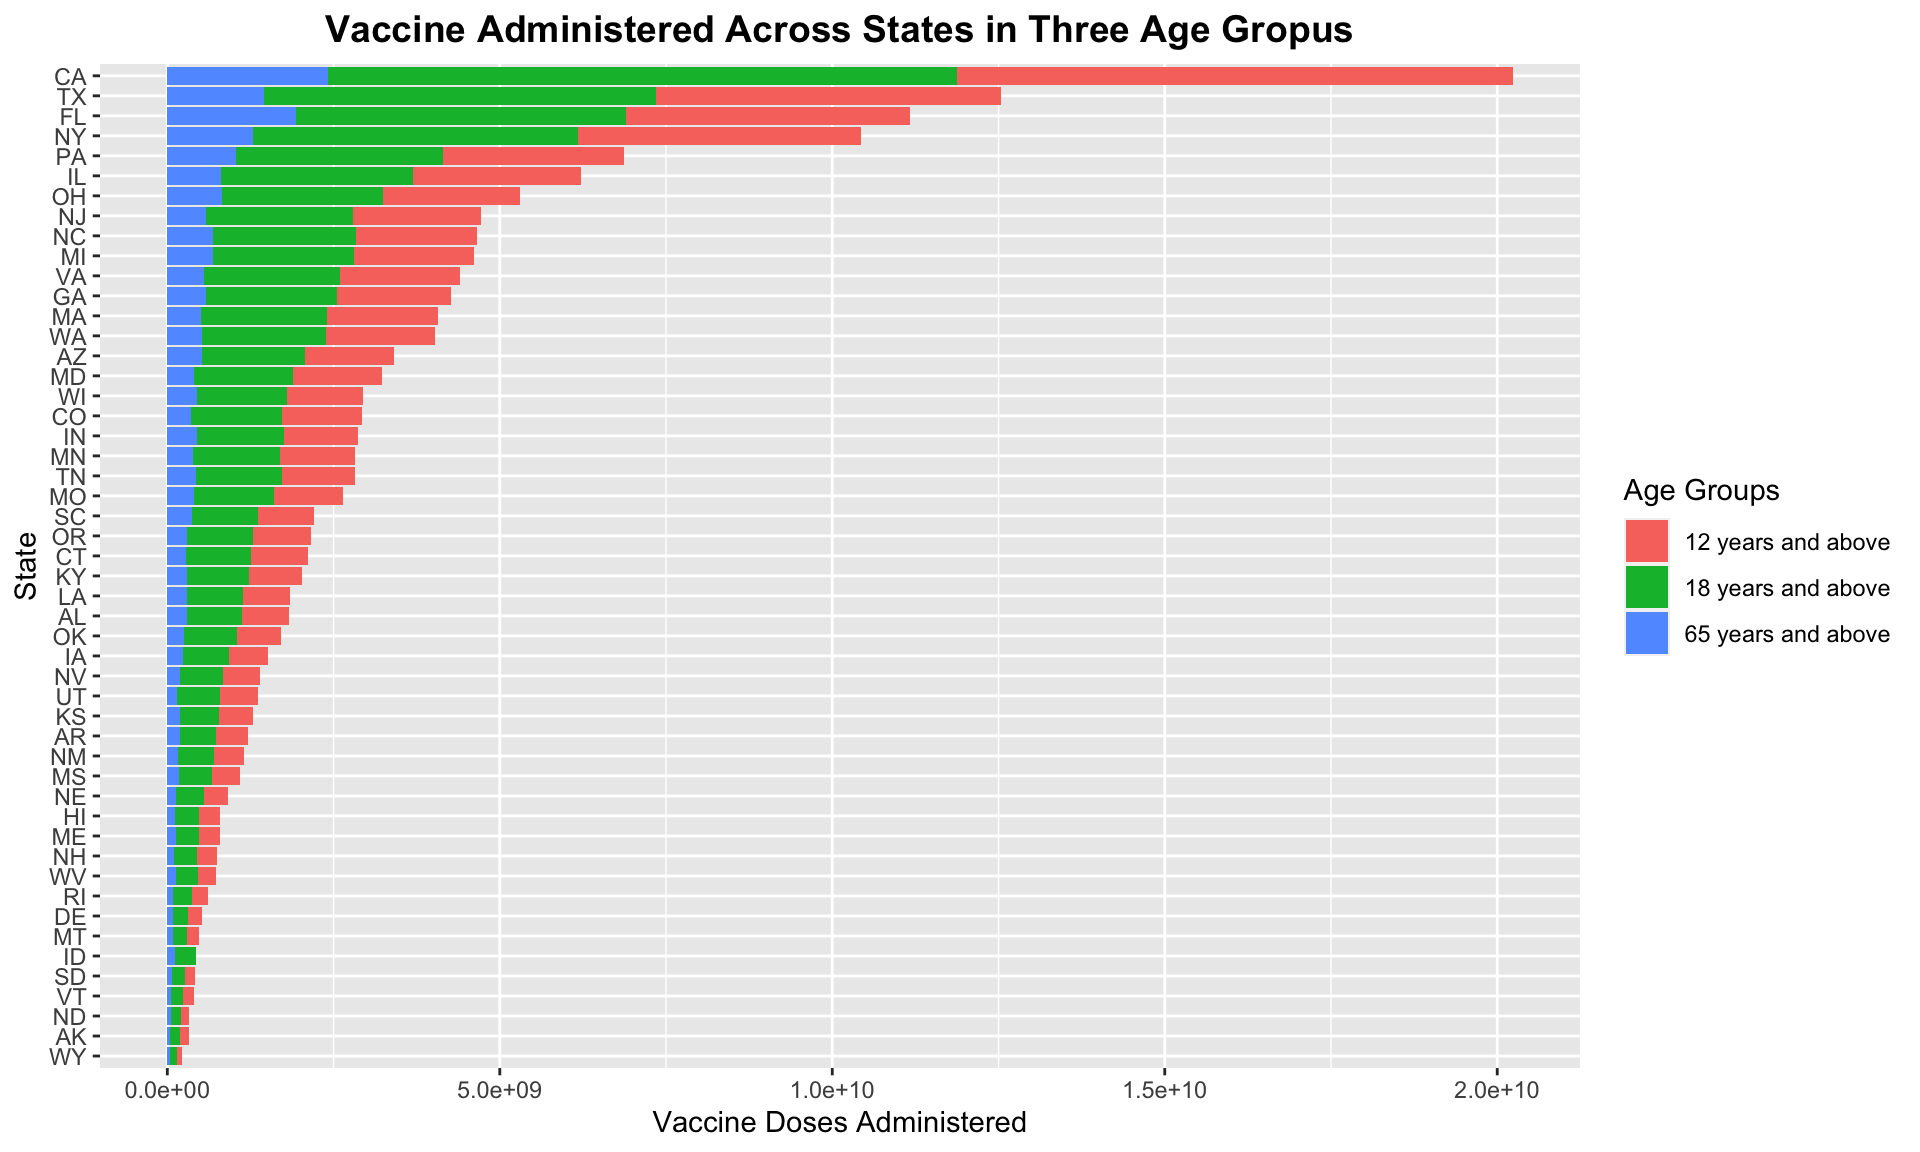 Vaccine Administered Across States in Three Age Gropus
CA
TX
FL
NY
PA
IL
OH
NJ
NC
MI
VA
GA
MA
WA
AZ
MD
WI
CO
IN
MN
TN
MO
SC
OR
CT
KY
LA
AL
OK
IA
NV
UT
KS
AR
NM
MS
NE
HI
ME
NH
WV
RI
DE
MT
ID
SD
VT
ND
AK
WY
State
0.0e+00 5.0e+09 1.0e+10 1.5e+10 2.0e+10
Vaccine Doses Administered
Age Groups
12 years and above
18 years and above
65 years and above